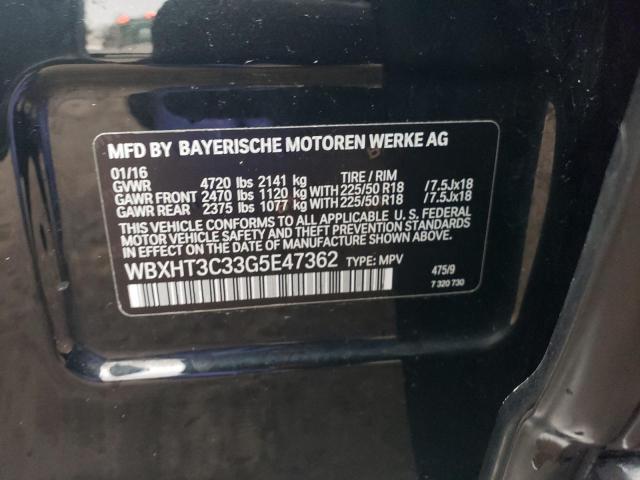 MFD BY BAYERISCHE MOTOREN WERKE AG
01/16 TIRE / RIM
GVWR 4720 lbs 2141 kg
GAWR FRONT 2470 lbs 1120 kg WITH 225/50 R18 /7.5Jx18
GAWR REAR 2375 lbs 1077 kg WITH 225/50 R18 /7.5Jx18
THIS VEHICLE CONFORMS TO ALL APPLICABLE U.S. FEDERAL
MOTOR VEHICLE SAFETY AND THEFT PREVENTION STANDARDS
IN EFFECT ON THE DATE OF MANUFACTURE SHOWN ABOVE.
WBXHT3C33G5E47362 TYPE: MPV
475/9
7 320 730